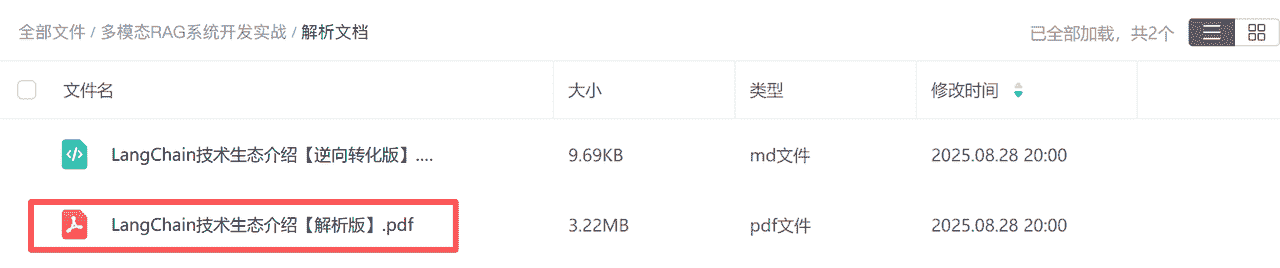 全部文件 / 多模态RAG系统开发实战 / 解析文档
已全部加载，共2个
文件名 大小 类型 修改时间
LangChain技术生态介绍【逆向转化版】.... 9.69KB md文件 2025.08.28 20:00
LangChain技术生态介绍【解析版】.pdf 3.22MB pdf文件 2025.08.28 20:00